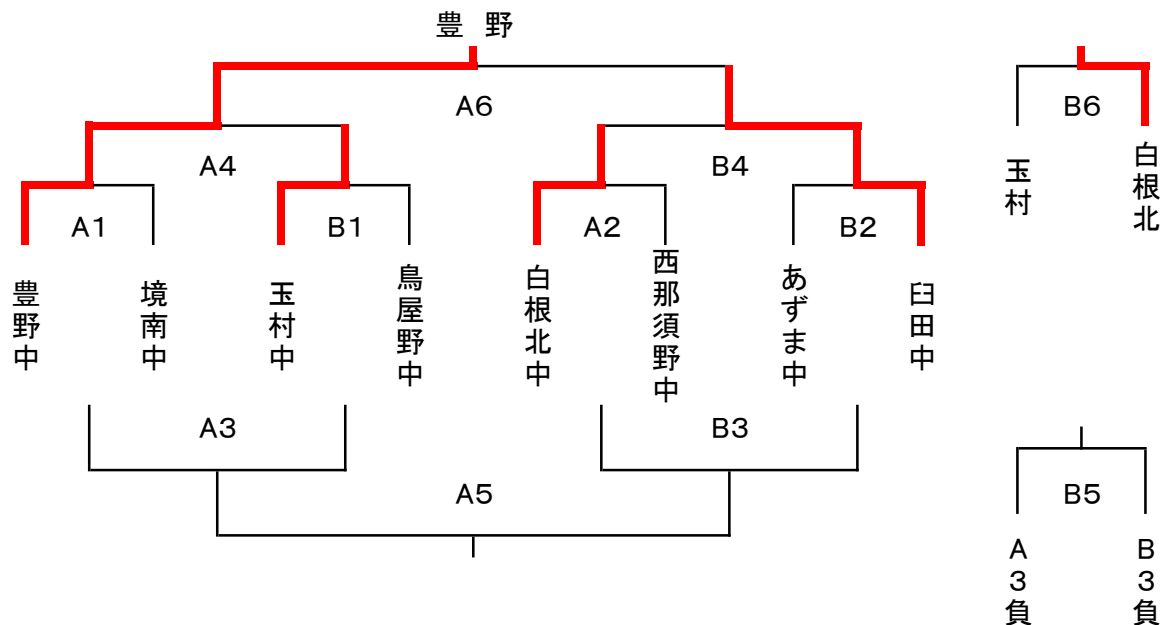 豊 野
A6
B6
A4
B4
玉村
白根北
A1
B1
A2
B2
豊野中
境南中
玉村中
鳥屋野中
白根北中
西那須野中
あずま中
臼田中
A3
B3
A5
B5
A3負
B3負